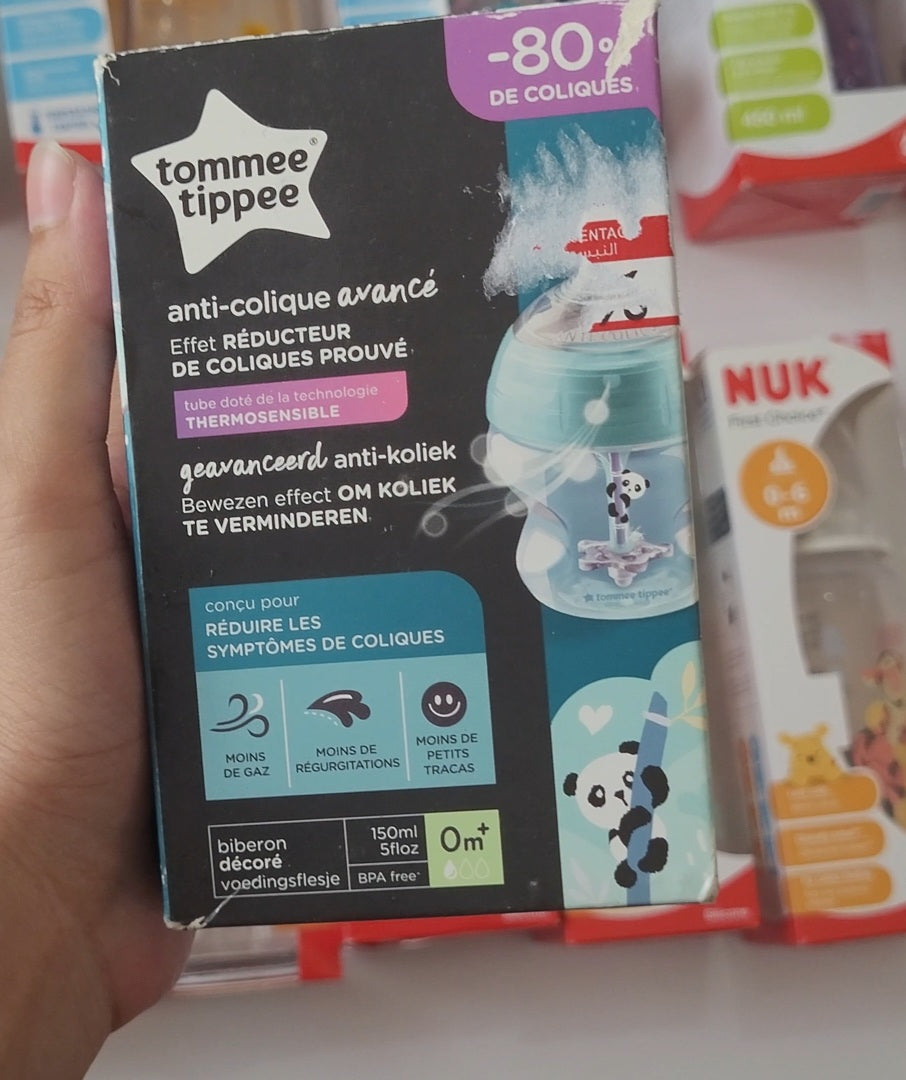 -80
DE COLIQUES
tommee
tippee
®
anti-colique avancé
Effet RÉDUCTEUR
DE COLIQUES PROUVÉ
tube doté de la technologie
THERMOSENSIBLE
geavanceerd anti-koliek
Bewezen effect OM KOLIEK
TE VERMINDEREN
tommee tippee
conçu pour
RÉDUIRE LES
SYMPTÔMES DE COLIQUES
MOINS
DE GAZ
MOINS DE
RÉGURGITATIONS
MOINS DE
PETITS
TRACAS
biberon
décoré
voedingsflesje
150ml
5floz
BPA free*
0m+
NUK
First Choice
0-6
m
450 ml